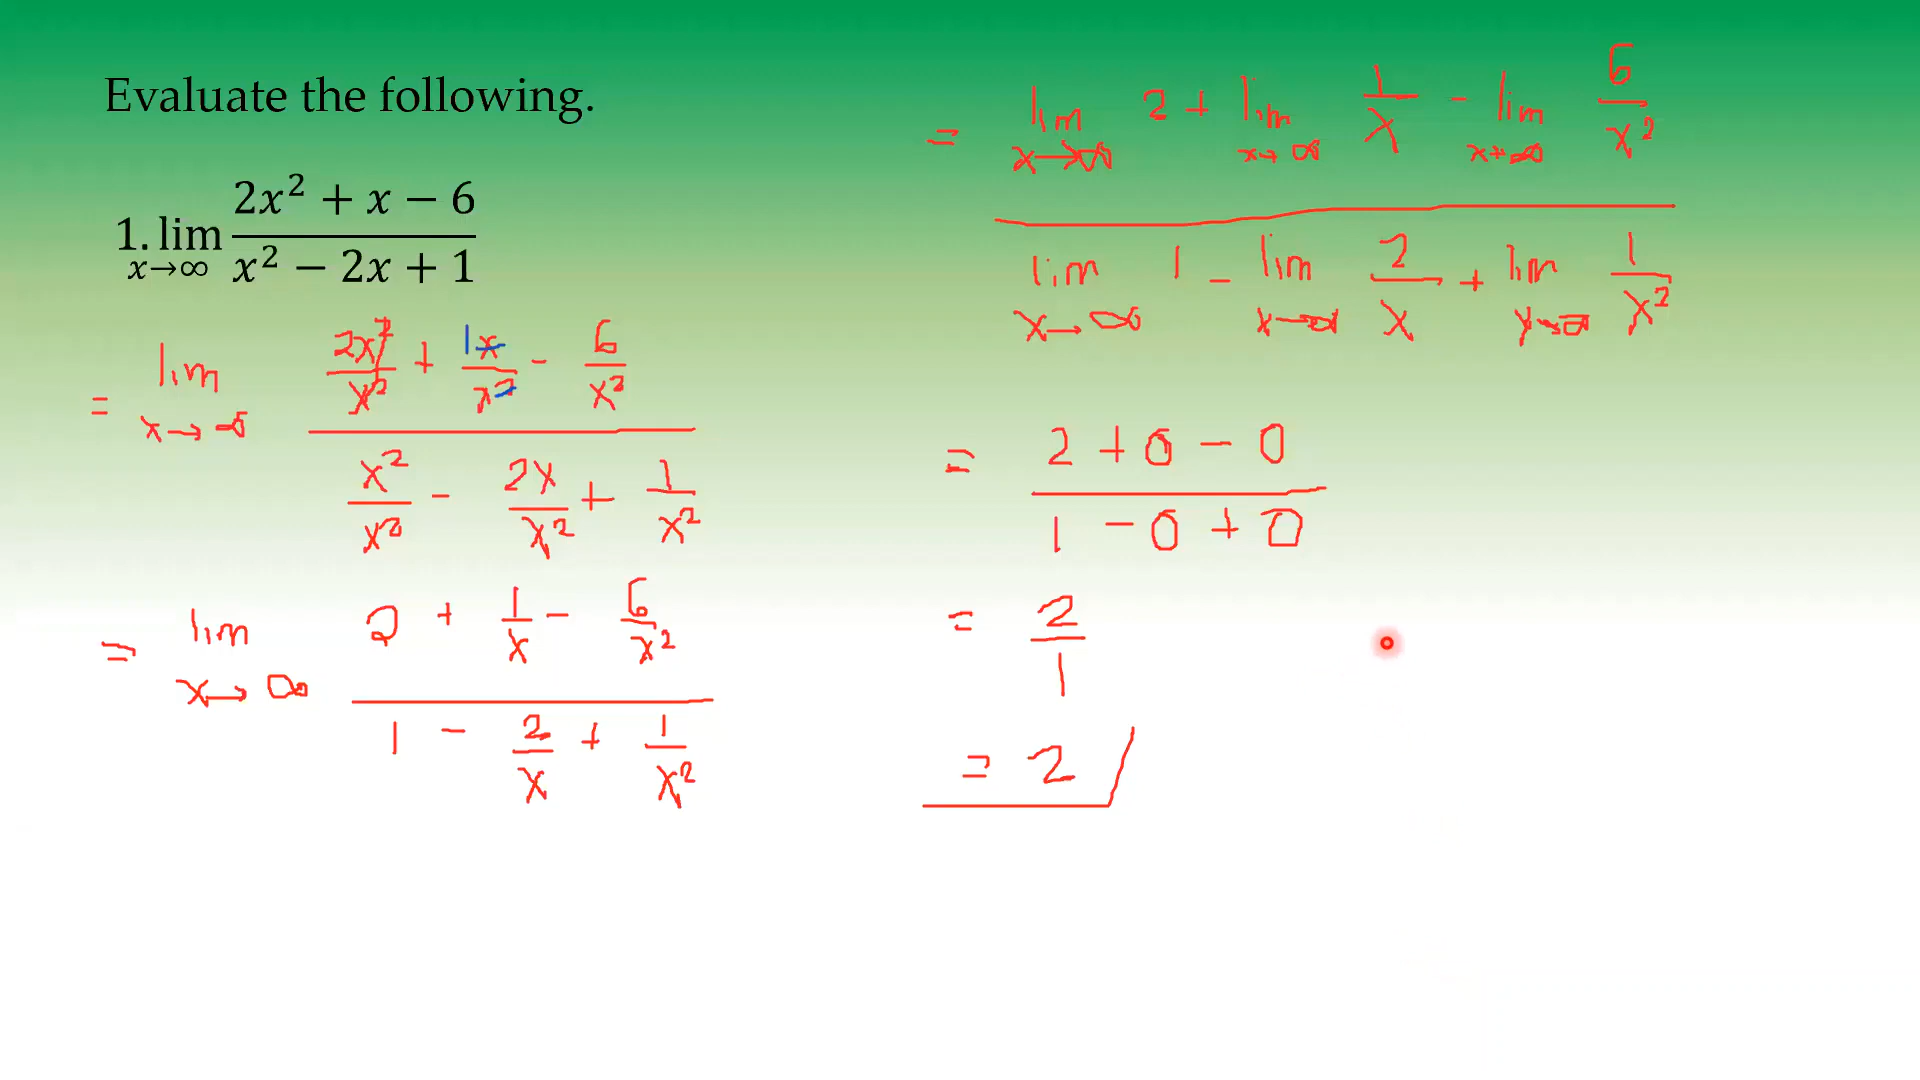 Evaluate the following.
1. lim x→∞ (2x² + x − 6)/(x² − 2x + 1)
= lim x→∞ (2x²/x² + 1x/x² − 6/x²)/(x²/x² − 2x/x² + 1/x²)
= lim x→∞ (2 + 1/x − 6/x²)/(1 − 2/x + 1/x²)
= (lim x→∞ 2 + lim x→∞ 1/x − lim x→∞ 6/x²)/(lim x→∞ 1 − lim x→∞ 2/x + lim x→∞ 1/x²)
= (2 + 0 − 0)/(1 − 0 + 0)
= 2/1
= 2